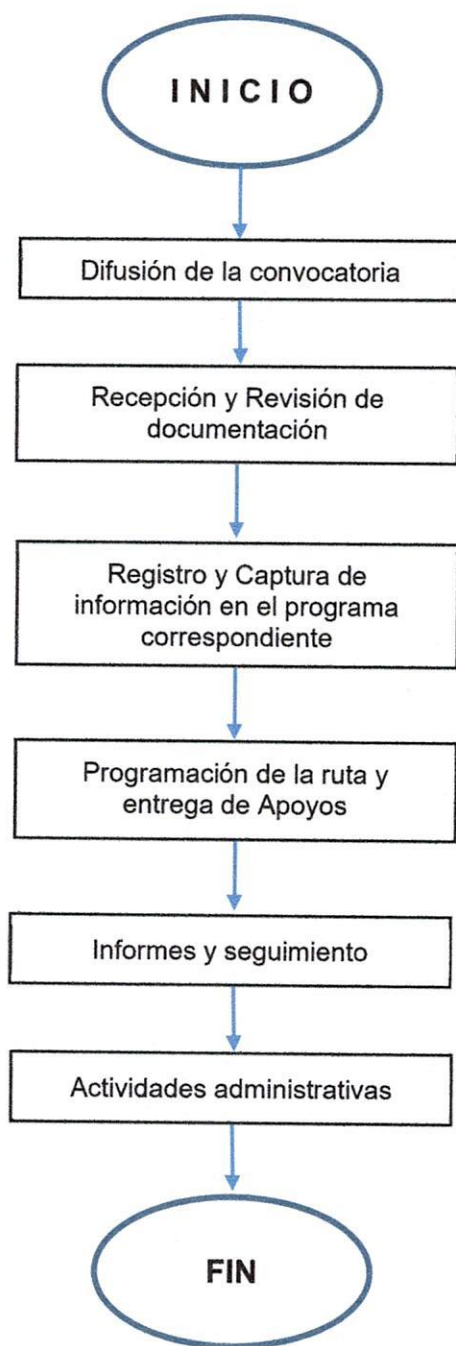 INICIO
Difusión de la convocatoria
Recepción y Revisión de
documentación
Registro y Captura de
información en el programa
correspondiente
Programación de la ruta y
entrega de Apoyos
Informes y seguimiento
Actividades administrativas
FIN